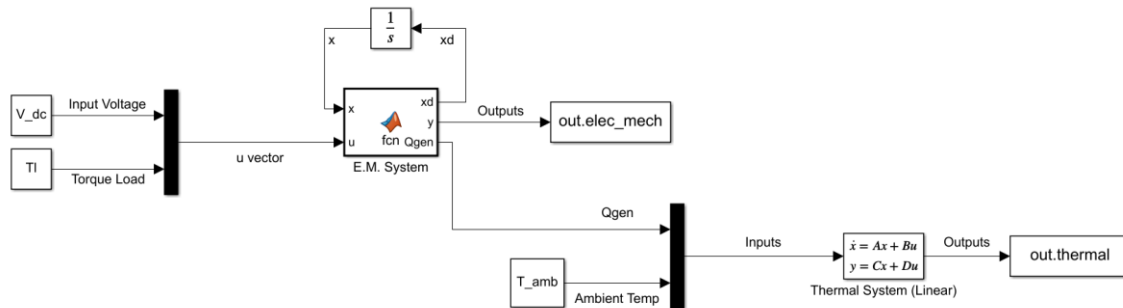 1
s
x
xd
Input Voltage
V_dc
x
xd
y
u
Qgen
fcn
Outputs
out.elec_mech
E.M. System
u vector
Tl
Torque Load
Qgen
Inputs
ẋ = Ax + Bu
y = Cx + Du
Outputs
out.thermal
Thermal System (Linear)
T_amb
Ambient Temp